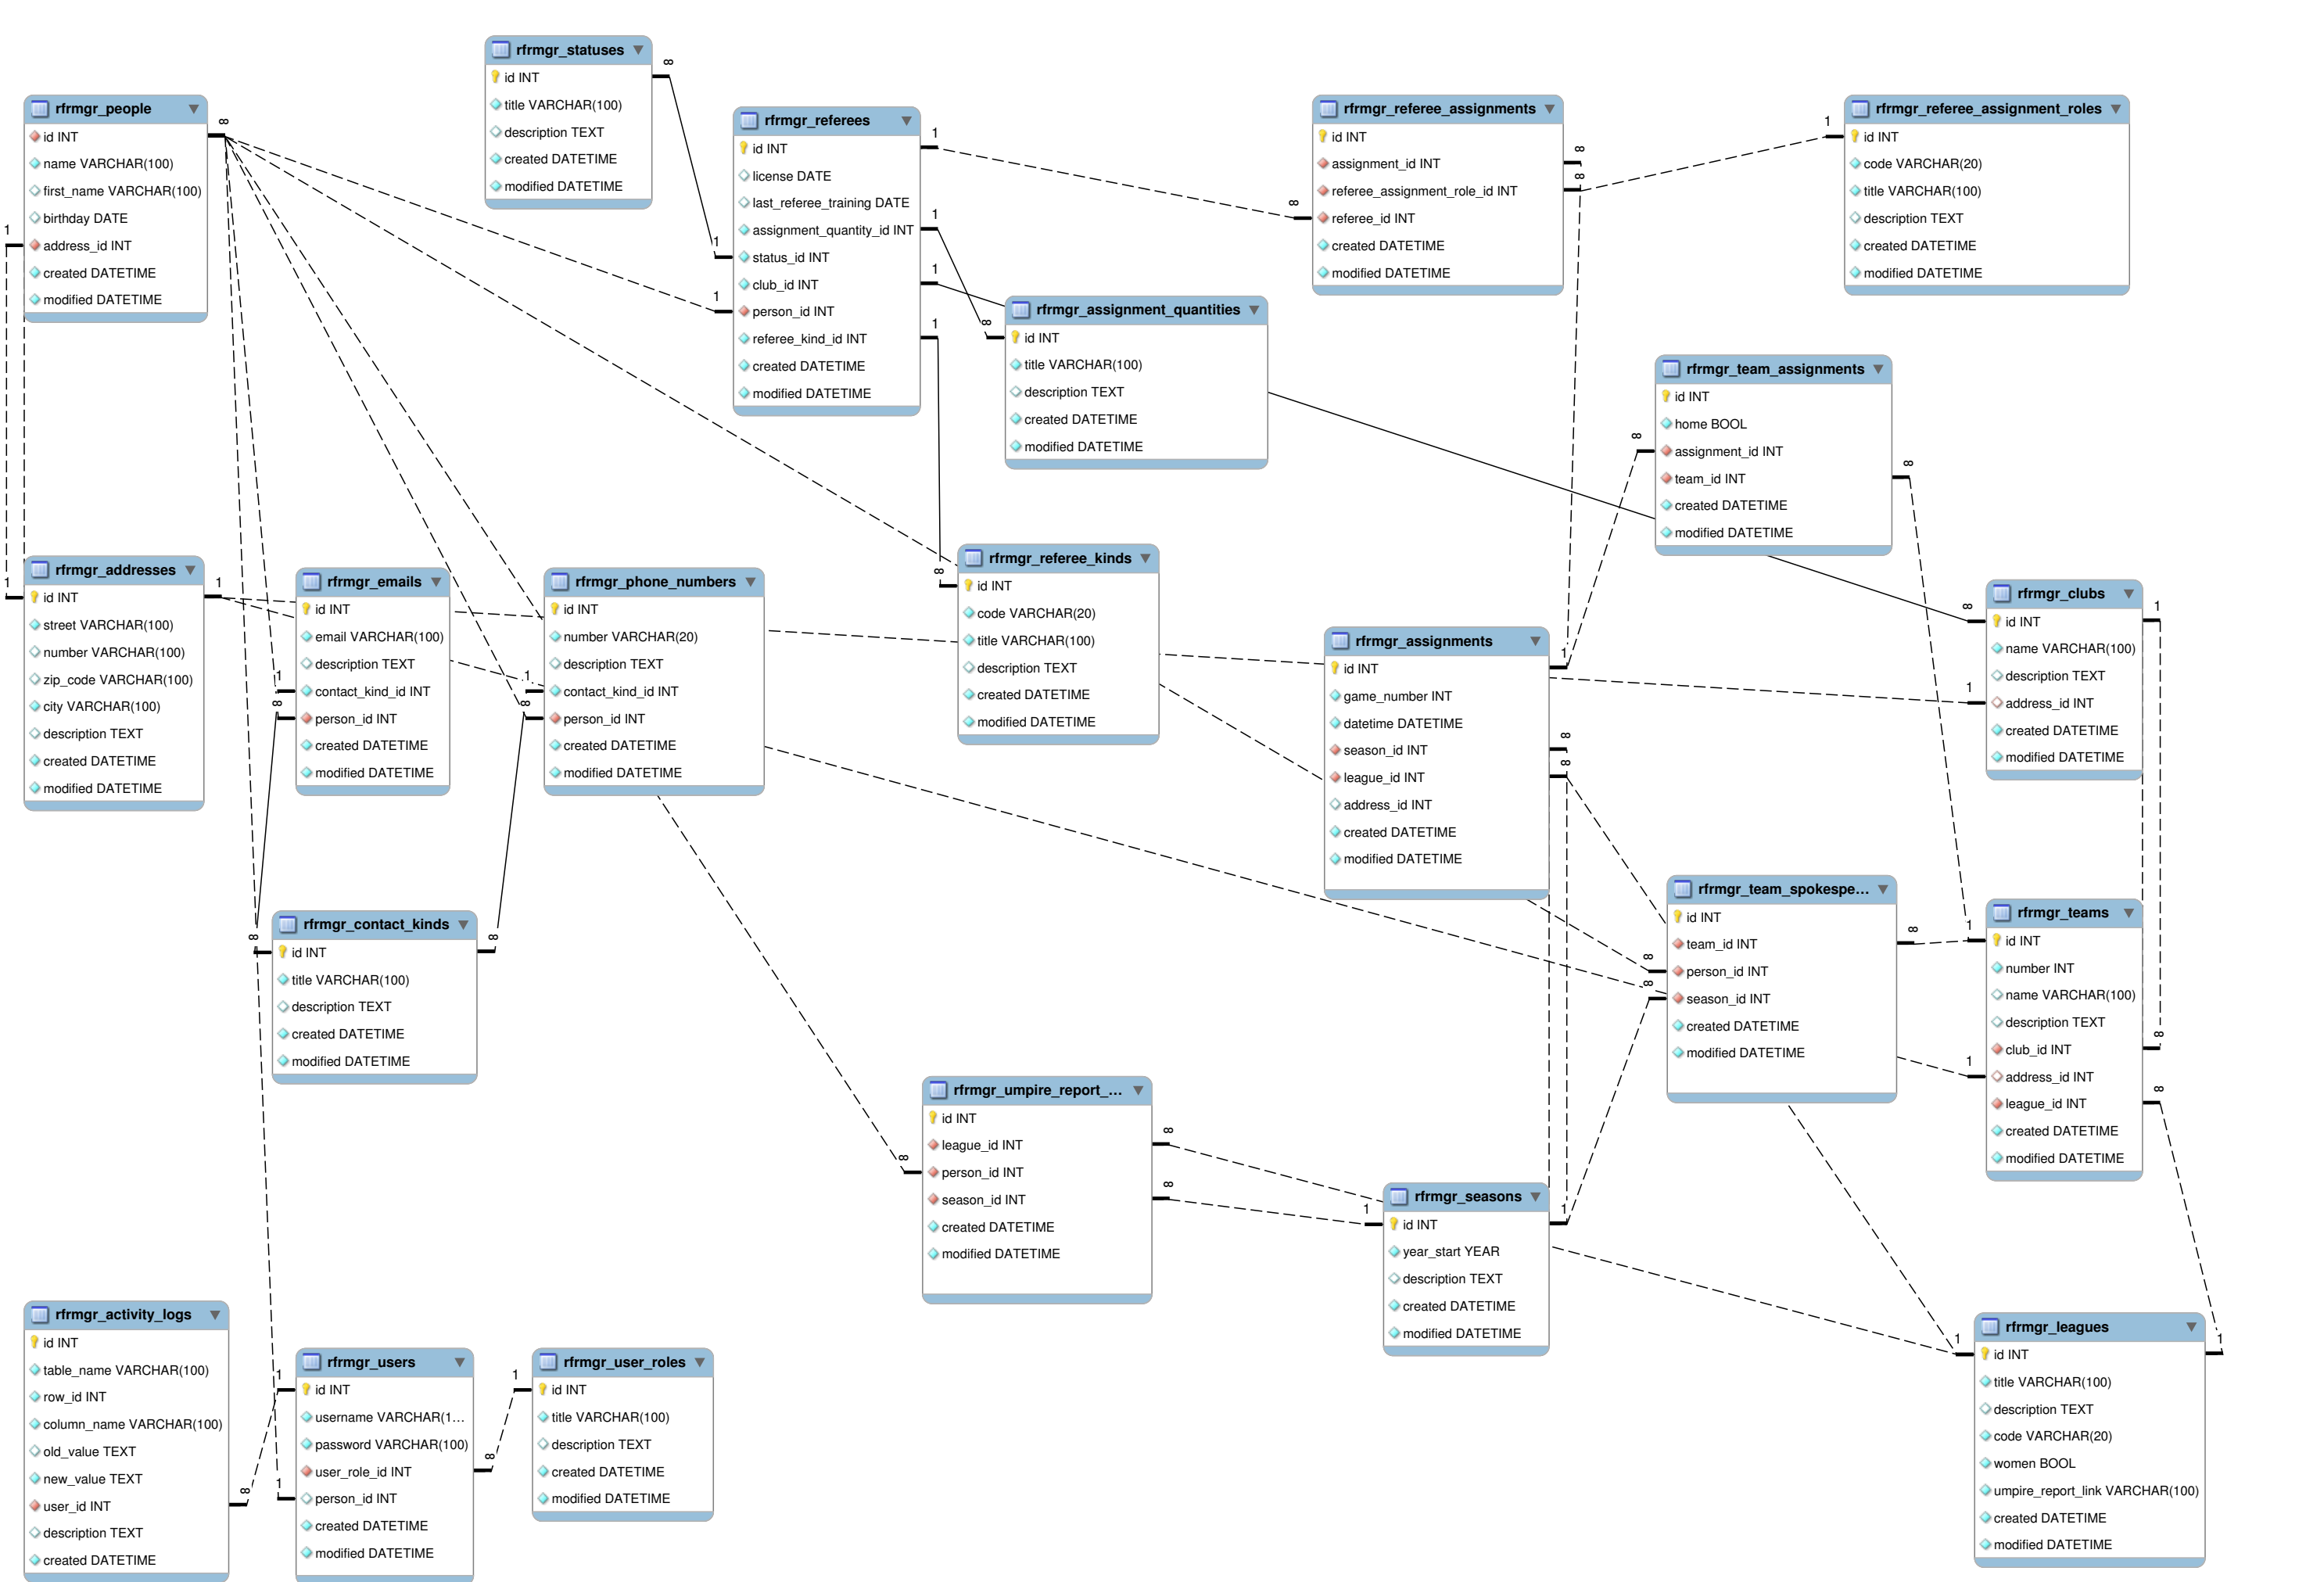 rfrmgr_statuses
id INT
title VARCHAR(100)
description TEXT
created DATETIME
modified DATETIME
rfrmgr_people
id INT
name VARCHAR(100)
first_name VARCHAR(100)
birthday DATE
address_id INT
created DATETIME
modified DATETIME
rfrmgr_referees
id INT
license DATE
last_referee_training DATE
assignment_quantity_id INT
status_id INT
club_id INT
person_id INT
referee_kind_id INT
created DATETIME
modified DATETIME
rfrmgr_referee_assignments
id INT
assignment_id INT
referee_assignment_role_id INT
referee_id INT
created DATETIME
modified DATETIME
rfrmgr_referee_assignment_roles
id INT
code VARCHAR(20)
title VARCHAR(100)
description TEXT
created DATETIME
modified DATETIME
rfrmgr_assignment_quantities
id INT
title VARCHAR(100)
description TEXT
created DATETIME
modified DATETIME
rfrmgr_team_assignments
id INT
home BOOL
assignment_id INT
team_id INT
created DATETIME
modified DATETIME
rfrmgr_addresses
id INT
street VARCHAR(100)
number VARCHAR(100)
zip_code VARCHAR(100)
city VARCHAR(100)
description TEXT
created DATETIME
modified DATETIME
rfrmgr_emails
id INT
email VARCHAR(100)
description TEXT
contact_kind_id INT
person_id INT
created DATETIME
modified DATETIME
rfrmgr_phone_numbers
id INT
number VARCHAR(20)
description TEXT
contact_kind_id INT
person_id INT
created DATETIME
modified DATETIME
rfrmgr_referee_kinds
id INT
code VARCHAR(20)
title VARCHAR(100)
description TEXT
created DATETIME
modified DATETIME
rfrmgr_assignments
id INT
game_number INT
datetime DATETIME
season_id INT
league_id INT
address_id INT
created DATETIME
modified DATETIME
rfrmgr_clubs
id INT
name VARCHAR(100)
description TEXT
address_id INT
created DATETIME
modified DATETIME
rfrmgr_contact_kinds
id INT
title VARCHAR(100)
description TEXT
created DATETIME
modified DATETIME
rfrmgr_team_spokespe...
id INT
team_id INT
person_id INT
season_id INT
created DATETIME
modified DATETIME
rfrmgr_teams
id INT
number INT
name VARCHAR(100)
description TEXT
club_id INT
address_id INT
league_id INT
created DATETIME
modified DATETIME
rfrmgr_umpire_report_...
id INT
league_id INT
person_id INT
season_id INT
created DATETIME
modified DATETIME
rfrmgr_seasons
id INT
year_start YEAR
description TEXT
created DATETIME
modified DATETIME
rfrmgr_activity_logs
id INT
table_name VARCHAR(100)
row_id INT
column_name VARCHAR(100)
old_value TEXT
new_value TEXT
user_id INT
description TEXT
created DATETIME
rfrmgr_users
id INT
username VARCHAR(1...
password VARCHAR(100)
user_role_id INT
person_id INT
created DATETIME
modified DATETIME
rfrmgr_user_roles
id INT
title VARCHAR(100)
description TEXT
created DATETIME
modified DATETIME
rfrmgr_leagues
id INT
title VARCHAR(100)
description TEXT
code VARCHAR(20)
women BOOL
umpire_report_link VARCHAR(100)
created DATETIME
modified DATETIME